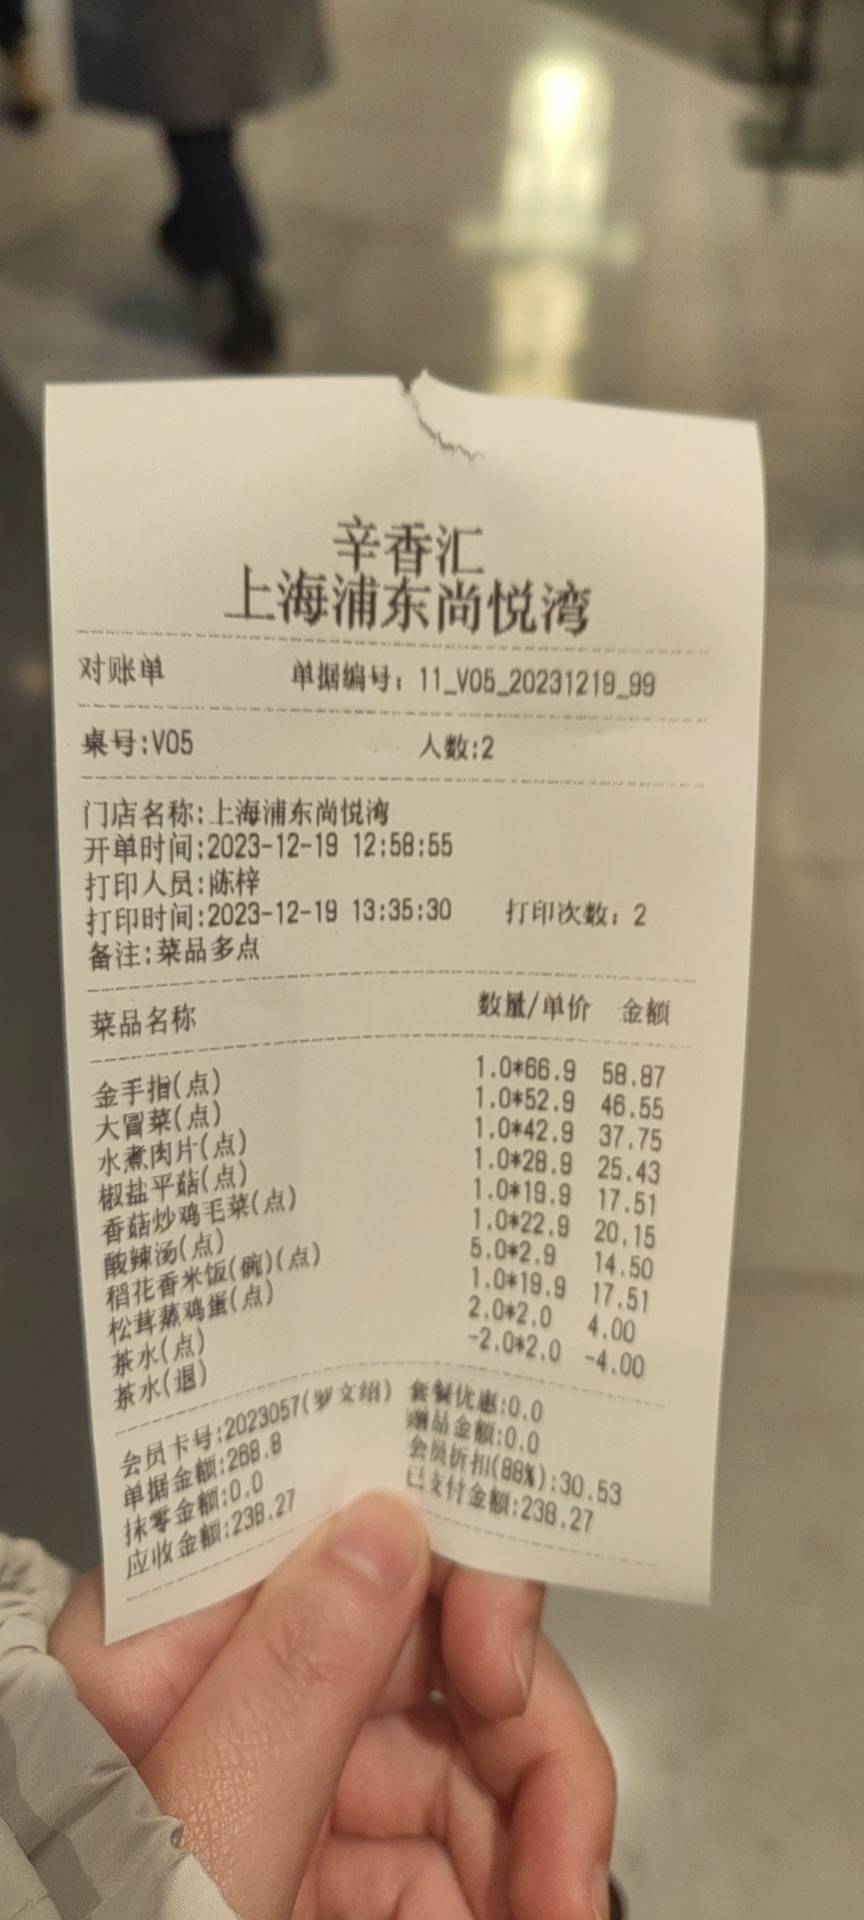 辛香汇
上海浦东尚悦湾
对账单 单据编号：11_V05_20231219_99
桌号:V05 人数:2
门店名称:上海浦东尚悦湾
开单时间:2023-12-19 12:58:55
打印人员:陈梓
打印时间:2023-12-19 13:35:30 打印次数：2
备注:菜品多点
菜品名称 数量/单价 金额
金手指(点) 1.0*66.9 58.87
大冒菜(点) 1.0*52.9 46.55
水煮肉片(点) 1.0*42.9 37.75
椒盐平菇(点) 1.0*28.9 25.43
香菇炒鸡毛菜(点) 1.0*19.9 17.51
酸辣汤(点) 1.0*22.9 20.15
稻花香米饭(碗)(点) 5.0*2.9 14.50
松茸蒸鸡蛋(点) 1.0*19.9 17.51
茶水(点) 2.0*2.0 4.00
茶水(退) -2.0*2.0 -4.00
会员卡号:2023057(罗文绍) 套餐优惠:0.0
单据金额:268.8 赠品金额:0.0
抹零金额:0.0 会员折扣(88%):30.53
应收金额:238.27 已支付金额:238.27